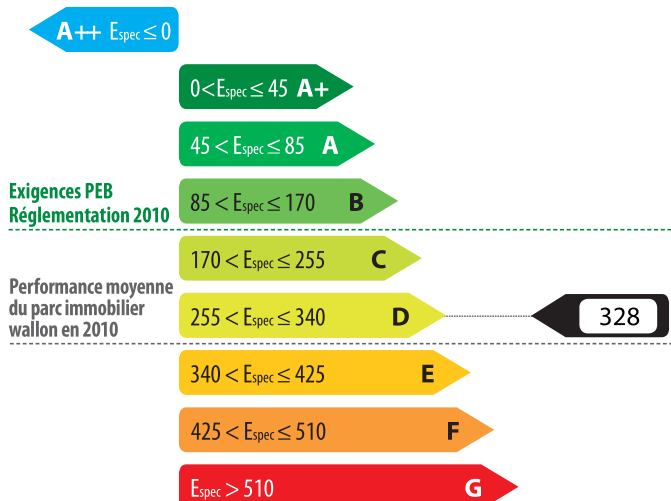 A++ Espec ≤ 0
0 < Espec ≤ 45 A+
45 < Espec ≤ 85 A
Exigences PEB
Réglementation 2010
85 < Espec ≤ 170 B
170 < Espec ≤ 255 C
Performance moyenne
du parc immobilier
wallon en 2010
255 < Espec ≤ 340 D
328
340 < Espec ≤ 425 E
425 < Espec ≤ 510 F
Espec > 510 G